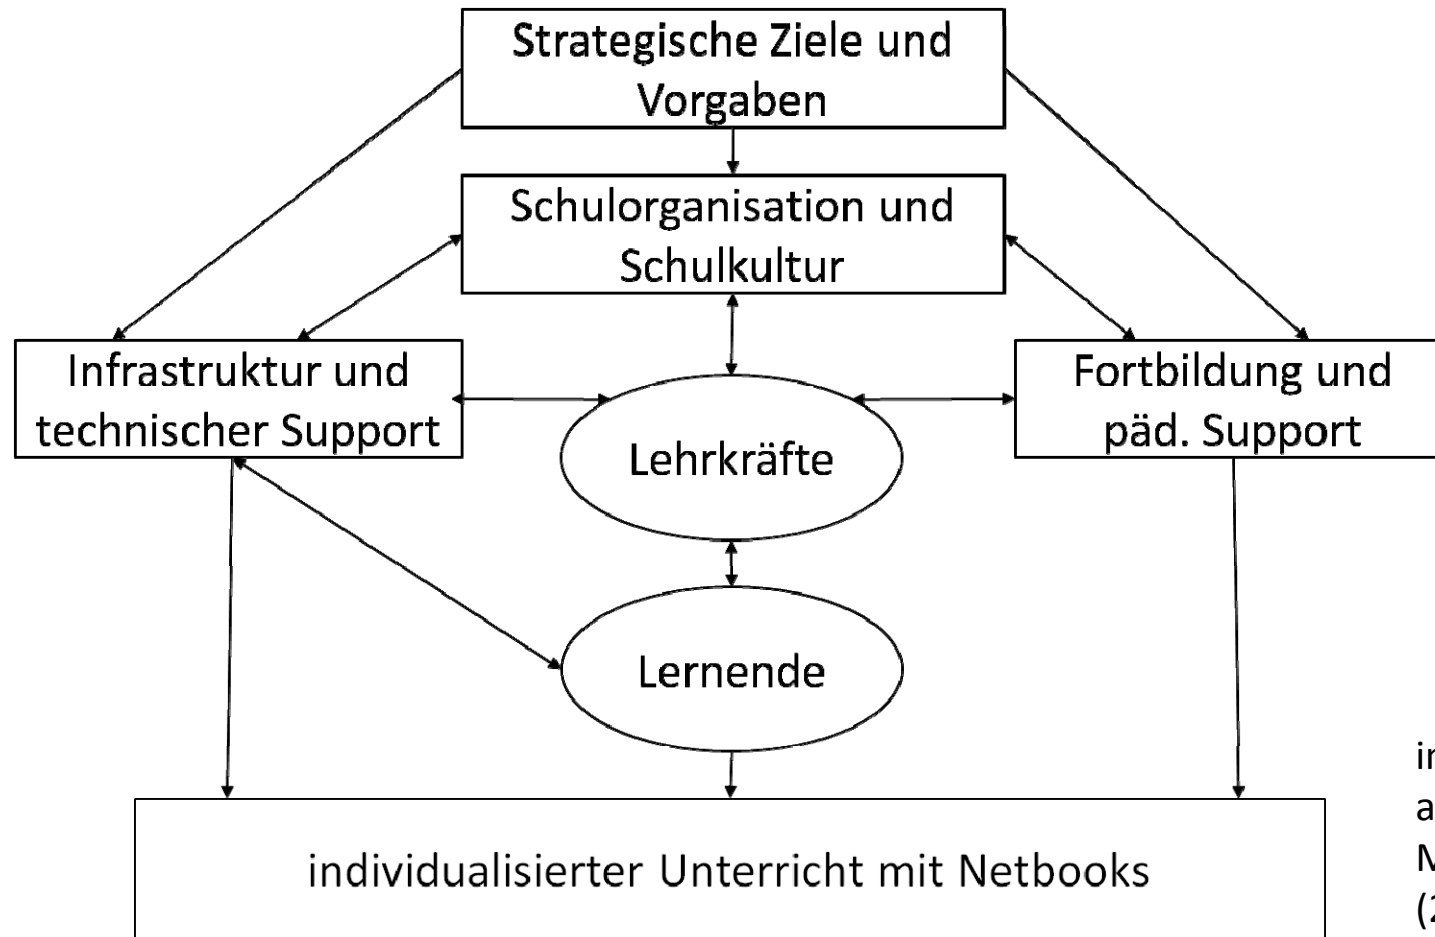 Strategische Ziele und
Vorgaben
Schulorganisation und
Schulkultur
Infrastruktur und
technischer Support
Fortbildung und
päd. Support
Lehrkräfte
Lernende
individualisierter Unterricht mit Netbooks